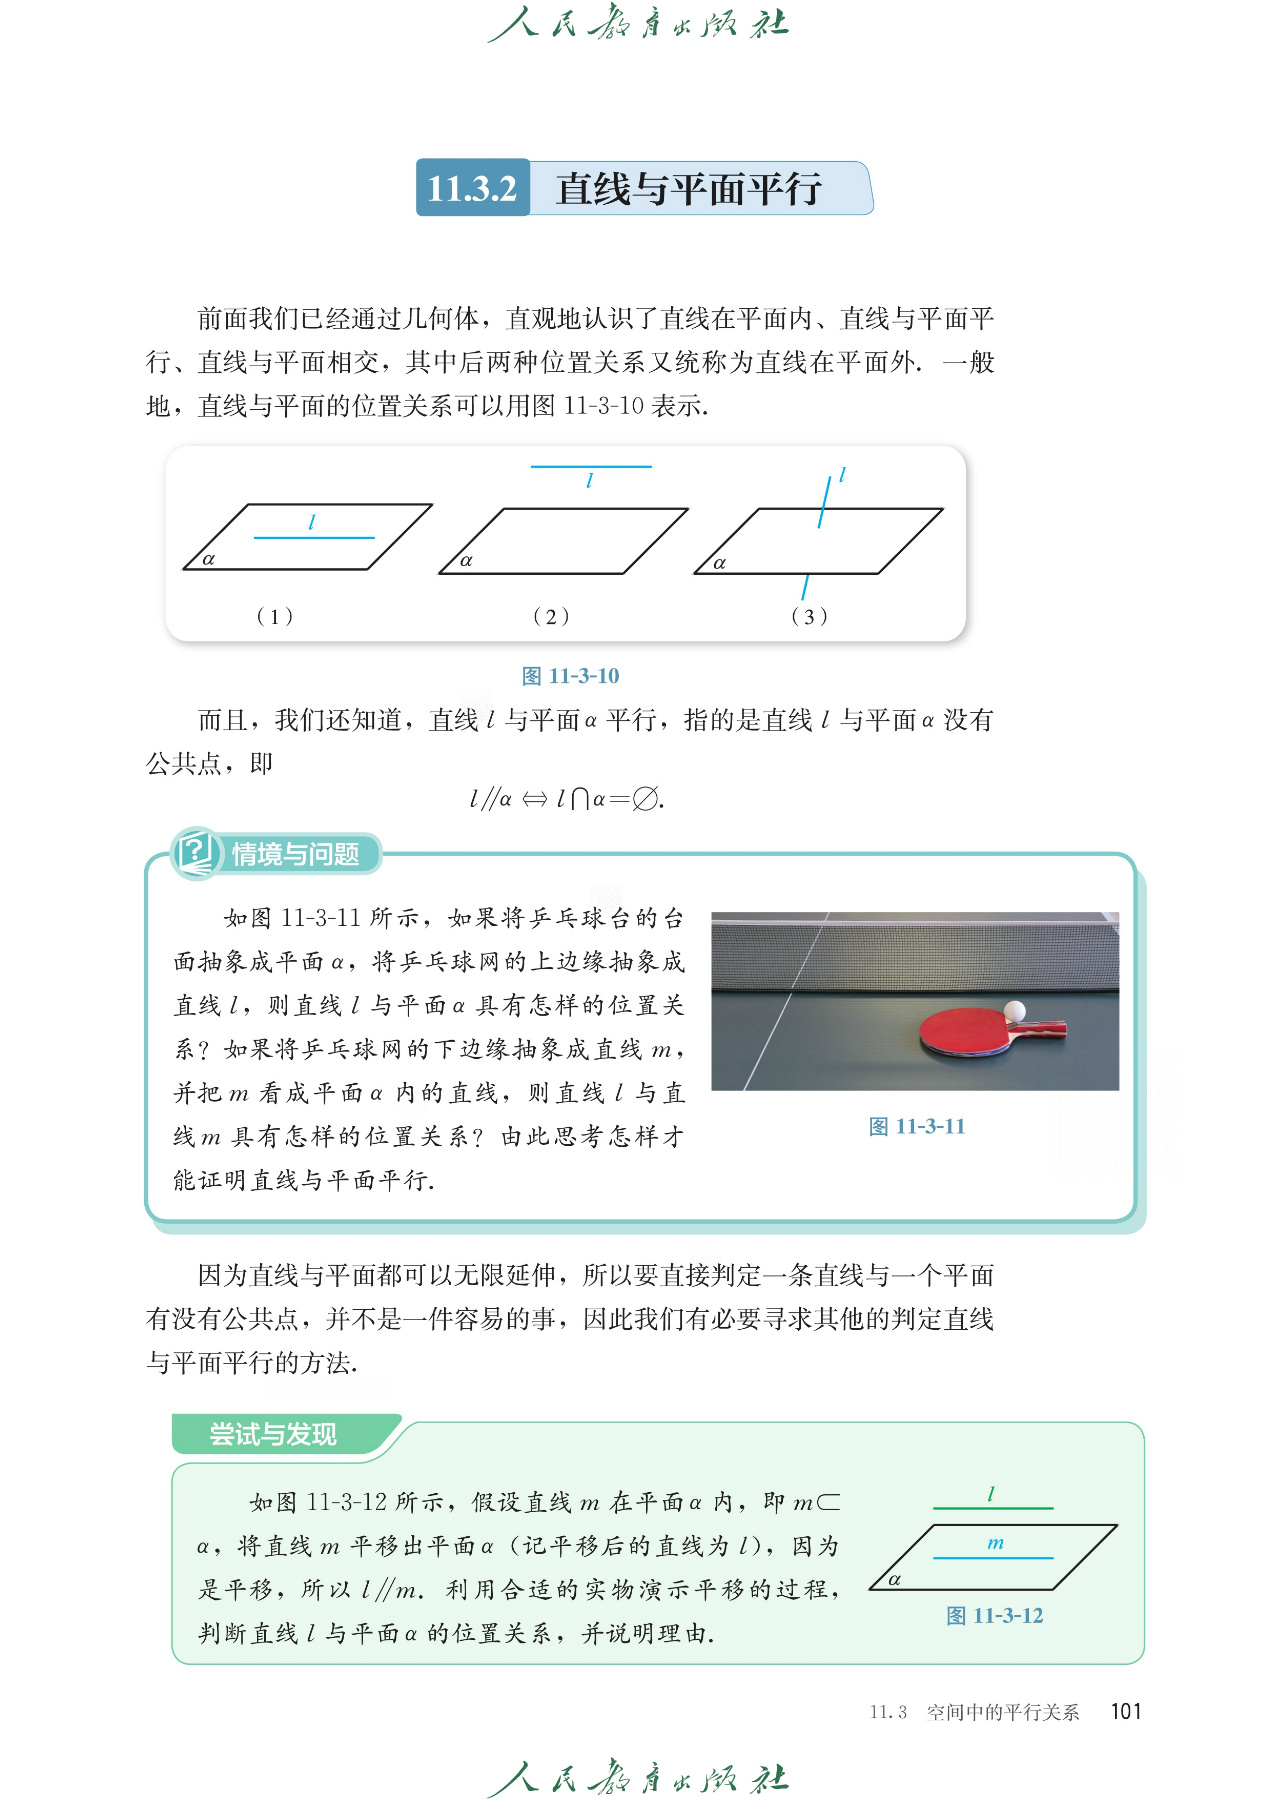 人民教育出版社
11.3.2 直线与平面平行
前面我们已经通过几何体，直观地认识了直线在平面内、直线与平面平
行、直线与平面相交，其中后两种位置关系又统称为直线在平面外．一般
地，直线与平面的位置关系可以用图 11-3-10 表示．
l l l
α α α
（1） （2） （3）
图 11-3-10
而且，我们还知道，直线 l 与平面 α 平行，指的是直线 l 与平面 α 没有
公共点，即
l∥α ⇔ l∩α=∅.
情境与问题
如图 11-3-11 所示，如果将乒乓球台的台
面抽象成平面 α，将乒乓球网的上边缘抽象成
直线 l，则直线 l 与平面 α 具有怎样的位置关
系？如果将乒乓球网的下边缘抽象成直线 m，
并把 m 看成平面 α 内的直线，则直线 l 与直
线 m 具有怎样的位置关系？由此思考怎样才
能证明直线与平面平行．
图 11-3-11
因为直线与平面都可以无限延伸，所以要直接判定一条直线与一个平面
有没有公共点，并不是一件容易的事，因此我们有必要寻求其他的判定直线
与平面平行的方法．
尝试与发现
如图 11-3-12 所示，假设直线 m 在平面 α 内，即 m⊂
α，将直线 m 平移出平面 α（记平移后的直线为 l），因为
是平移，所以 l∥m．利用合适的实物演示平移的过程，
判断直线 l 与平面 α 的位置关系，并说明理由．
l
m
α
图 11-3-12
11.3 空间中的平行关系 101
人民教育出版社